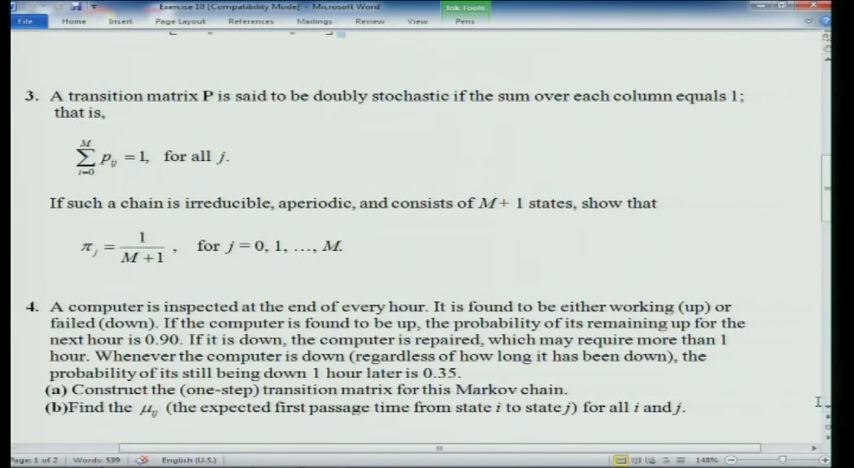 Exercise 10 [Compatibility Mode] - Microsoft Word
Ink Tools
File Home Insert Page Layout References Mailings Review View Pens
3. A transition matrix P is said to be doubly stochastic if the sum over each column equals 1;
that is,
M
∑ p_ij = 1, for all j.
i=0
If such a chain is irreducible, aperiodic, and consists of M + 1 states, show that
π_j = 1/(M+1), for j = 0, 1, ..., M.
4. A computer is inspected at the end of every hour. It is found to be either working (up) or
failed (down). If the computer is found to be up, the probability of its remaining up for the
next hour is 0.90. If it is down, the computer is repaired, which may require more than 1
hour. Whenever the computer is down (regardless of how long it has been down), the
probability of its still being down 1 hour later is 0.35.
(a) Construct the (one-step) transition matrix for this Markov chain.
(b)Find the μ_ij (the expected first passage time from state i to state j) for all i and j.
Page: 1 of 2 Words: 539 English (U.S.) 148%